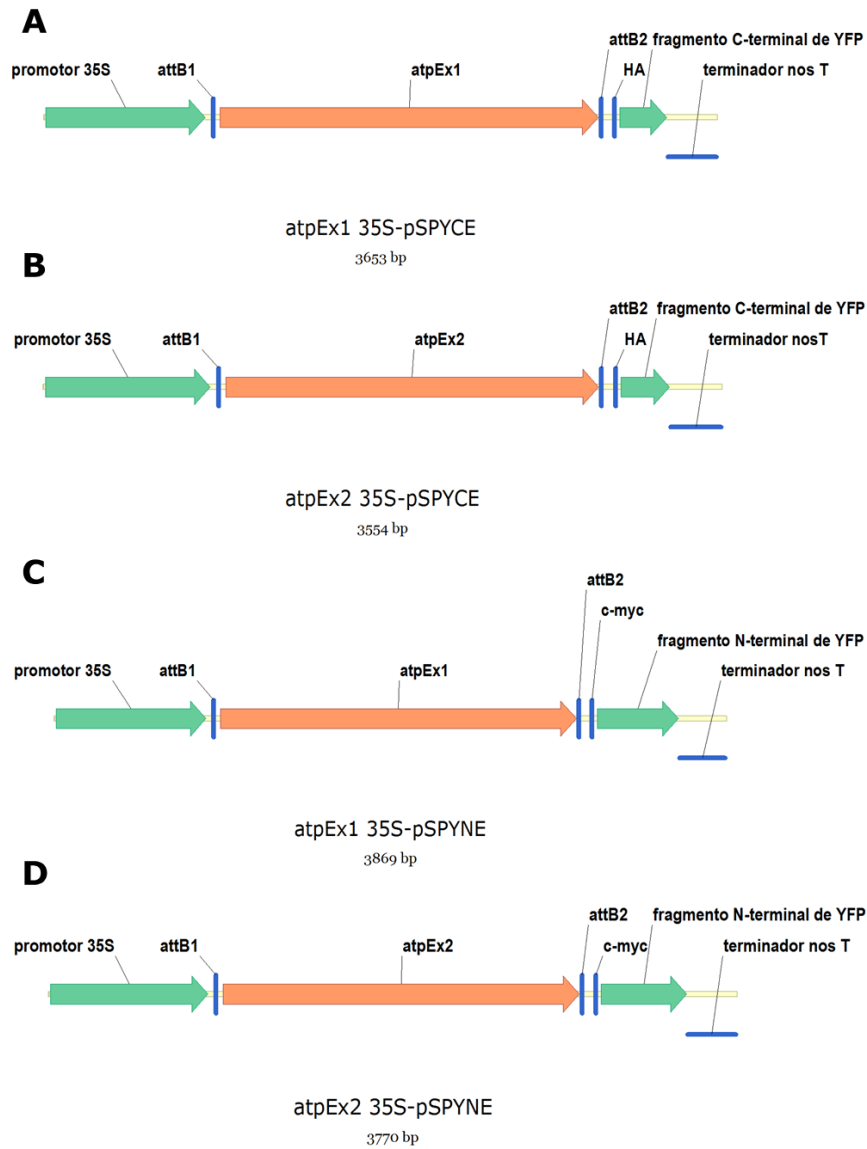 A
attB2 fragmento C-terminal de YFP
promotor 35S attB1 atpEx1 HA terminador nos T
atpEx1 35S-pSPYCE
3653 bp
B
attB2 fragmento C-terminal de YFP
promotor 35S attB1 atpEx2 HA terminador nosT
atpEx2 35S-pSPYCE
3554 bp
C
attB2
c-myc
fragmento N-terminal de YFP
promotor 35S attB1 atpEx1 terminador nos T
atpEx1 35S-pSPYNE
3869 bp
D
attB2 fragmento N-terminal de YFP
promotor 35S attB1 atpEx2 c-myc terminador nos T
atpEx2 35S-pSPYNE
3770 bp